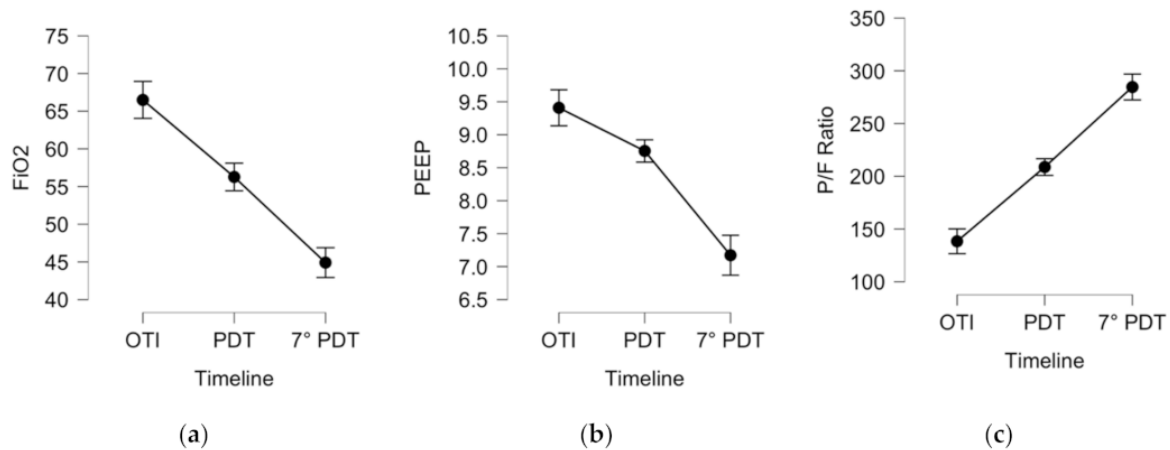 75
70
65
60
55
50
45
40
FiO2
OTI PDT 7° PDT
Timeline
(a)
10.5
10.0
9.5
9.0
8.5
8.0
7.5
7.0
6.5
PEEP
OTI PDT 7° PDT
Timeline
(b)
350
300
250
200
150
100
P/F Ratio
OTI PDT 7° PDT
Timeline
(c)